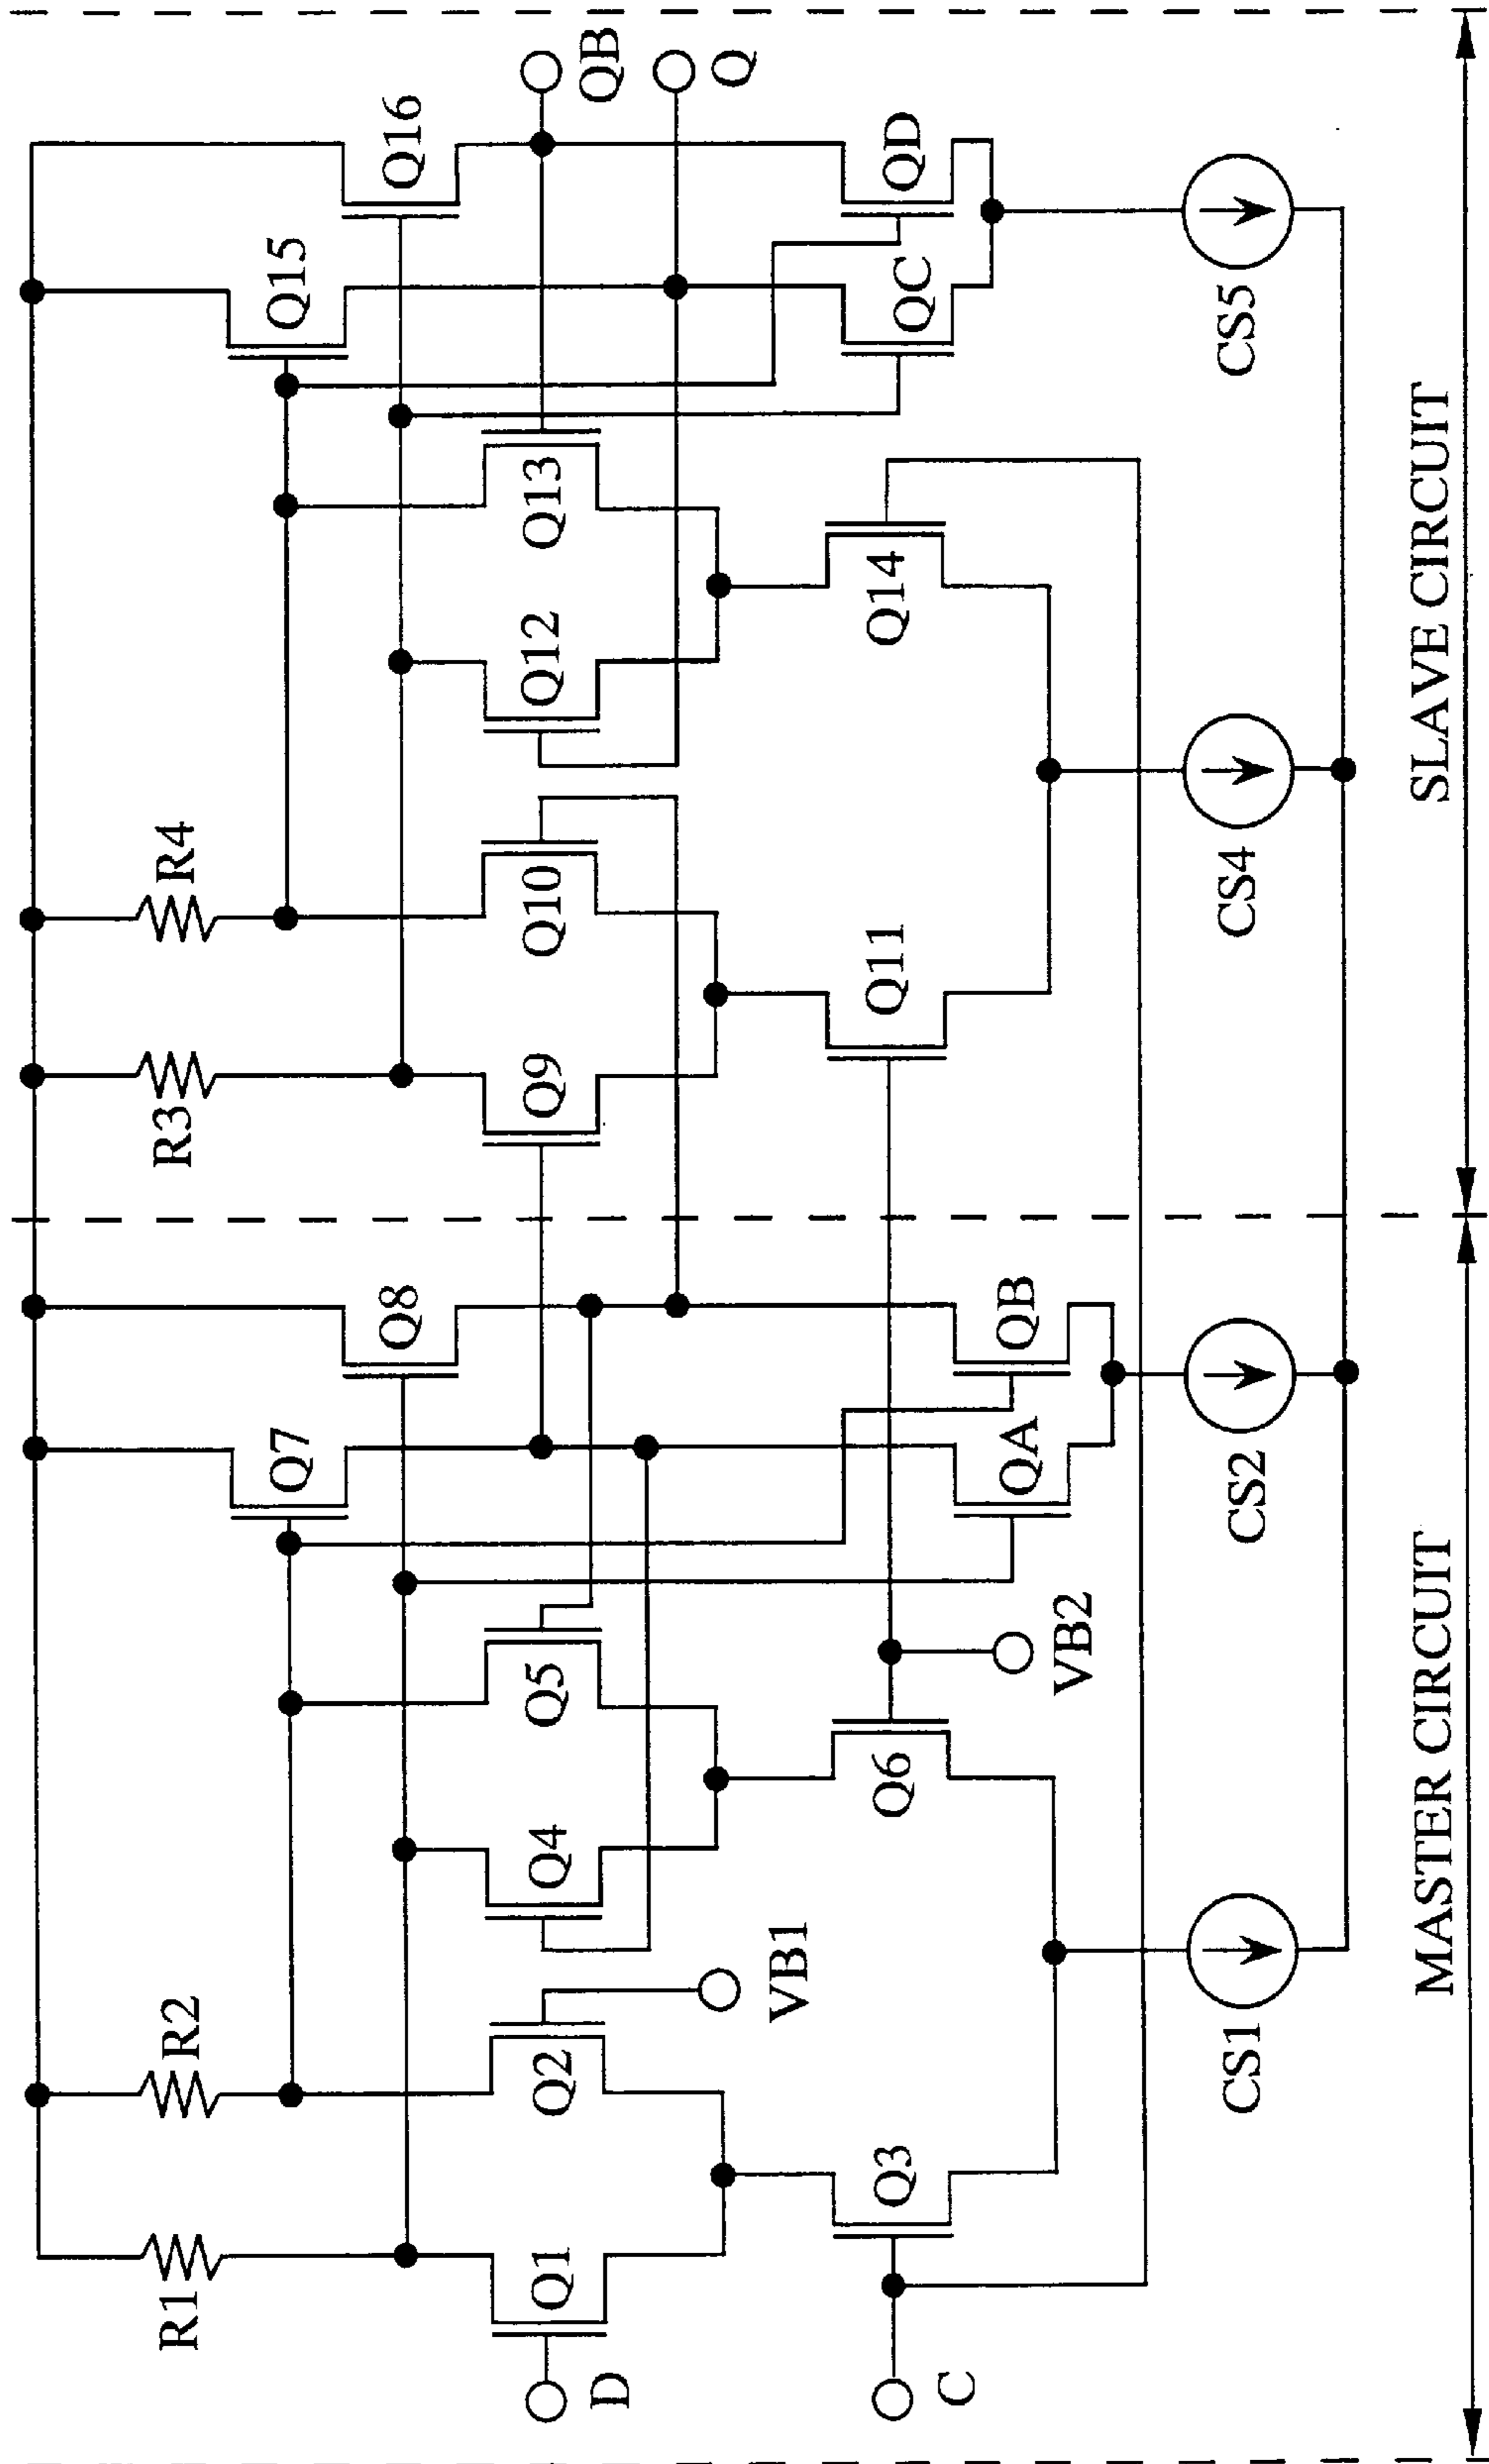 R1
R2
R3
R4
Q7
Q15
Q8
Q16
D
Q1
Q2
VB1
Q4
Q5
Q9
Q10
Q12
Q13
QB
Q
C
Q3
Q6
VB2
QA
QB
Q11
Q14
QC
QD
CS1
CS2
CS4
CS5
MASTER CIRCUIT
SLAVE CIRCUIT